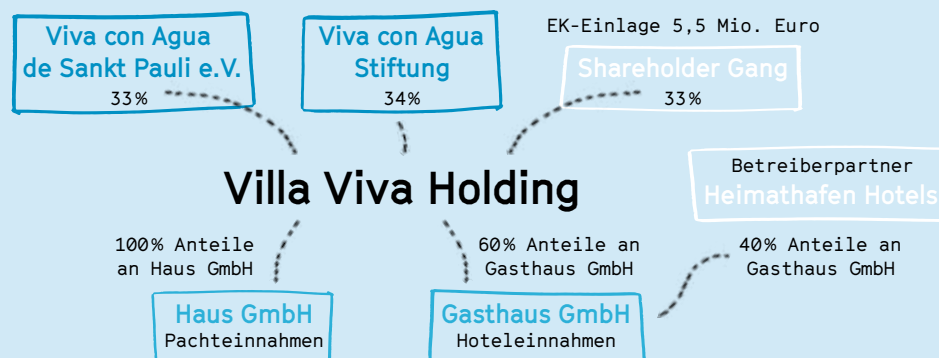 Viva con Agua
de Sankt Pauli e.V.
33%
Viva con Agua
Stiftung
34%
EK-Einlage 5,5 Mio. Euro
Shareholder Gang
33%
Villa Viva Holding
Betreiberpartner
Heimathafen Hotels
100% Anteile
an Haus GmbH
60% Anteile an
Gasthaus GmbH
40% Anteile an
Gasthaus GmbH
Haus GmbH
Pachteinnahmen
Gasthaus GmbH
Hoteleinnahmen